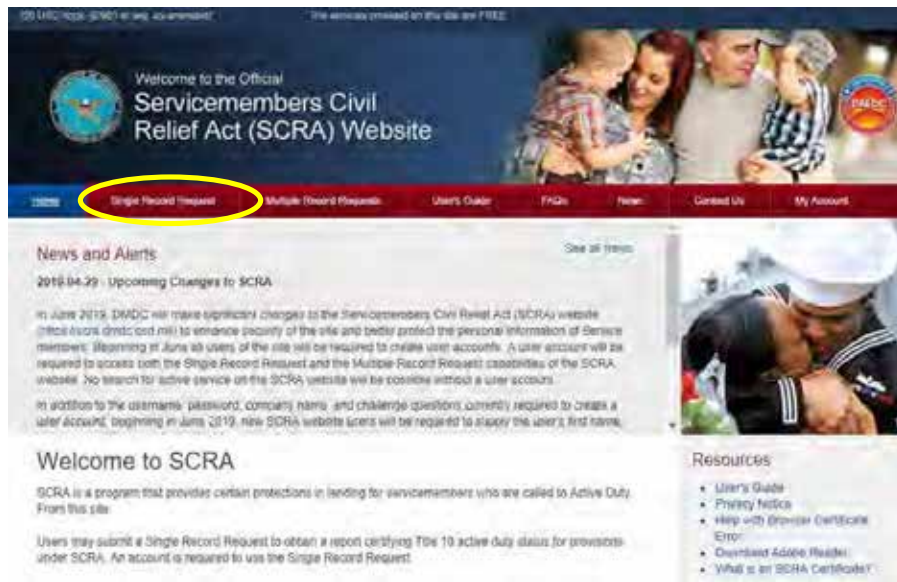 The services provided on this site are FREE
Welcome to the Official
Servicemembers Civil
Relief Act (SCRA) Website
Home Single Record Request Multiple Record Requests User's Guide FAQs News Contact Us My Account
News and Alerts
See all news
2019-04-29 - Upcoming Changes to SCRA
In June 2019, DMDC will make significant changes to the Servicemembers Civil Relief Act (SCRA) website
to enhance security of the site and better protect the personal information of Service
members. Beginning in June all users of the site will be required to create user accounts. A user account will be
required to access both the Single Record Request and the Multiple Record Request capabilities of the SCRA
website. No search for active service on the SCRA website will be possible without a user account.
In addition to the username, password, company name, and challenge questions currently required to create a
user account, beginning in June 2019, new SCRA website users will be required to supply the user's first name,
Welcome to SCRA
SCRA is a program that provides certain protections in lending for servicemembers who are called to Active Duty.
From this site:
Users may submit a Single Record Request to obtain a report certifying Title 10 active duty status for provisions
under SCRA. An account is required to use the Single Record Request
Resources
User's Guide
Privacy Notice
Help with Browser Certificate
Error
Download Adobe Reader
What is an SCRA Certificate?